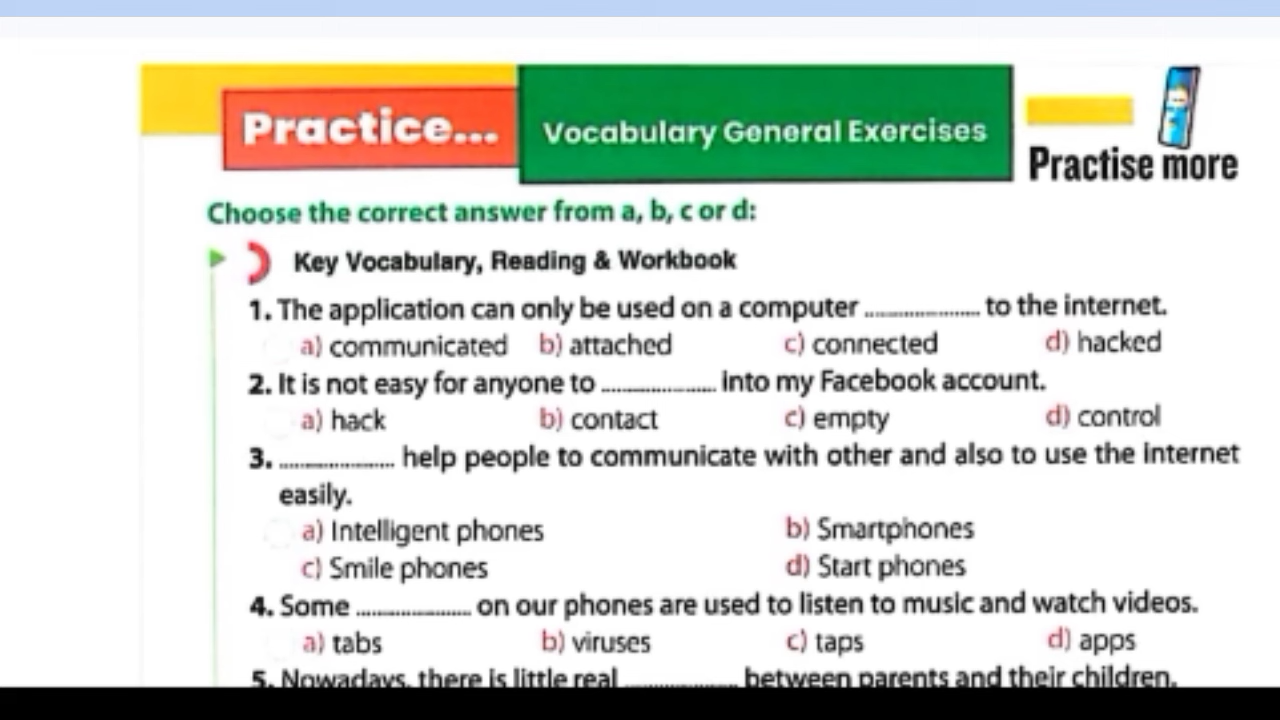 Practice...
Vocabulary General Exercises
Practise more
Choose the correct answer from a, b, c or d:
Key Vocabulary, Reading & Workbook
1. The application can only be used on a computer .................... to the internet.
a) communicated b) attached c) connected d) hacked
2. It is not easy for anyone to .................... into my Facebook account.
a) hack b) contact c) empty d) control
3. .................... help people to communicate with other and also to use the internet
easily.
a) Intelligent phones b) Smartphones
c) Smile phones d) Start phones
4. Some .................... on our phones are used to listen to music and watch videos.
a) tabs b) viruses c) taps d) apps
5. Nowadays, there is little real .................... between parents and their children.